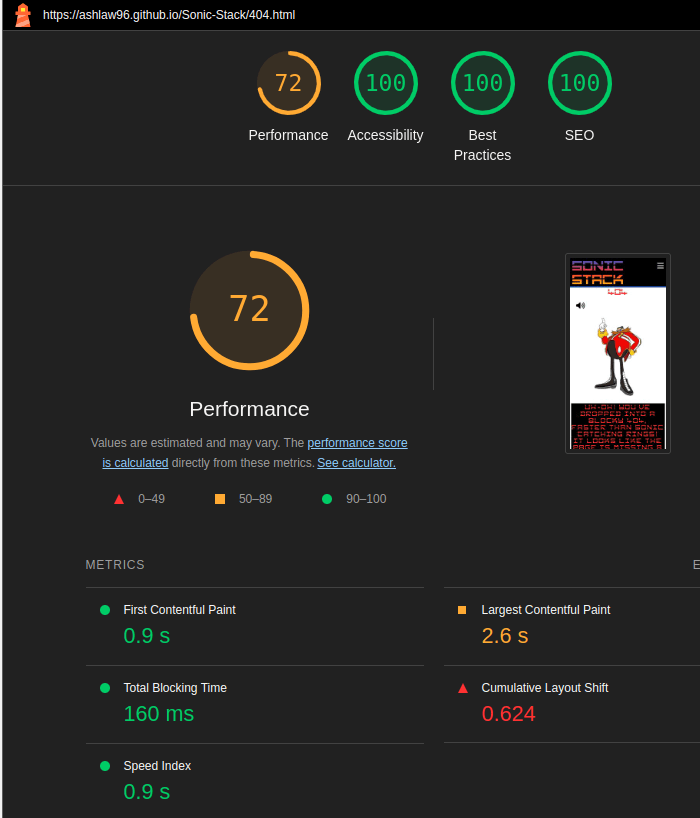 https://ashlaw96.github.io/Sonic-Stack/404.html
72
100
100
100
Performance
Accessibility
Best
Practices
SEO
72
Performance
Values are estimated and may vary. The performance score
is calculated directly from these metrics. See calculator.
0–49
50–89
90–100
SONIC
STACK
404
UH-OH! YOU'VE
DROPPED INTO A
BLOCKY 404,
FASTER THAN SONIC
CATCHING RINGS!
IT LOOKS LIKE THE
PAGE IS MISSING A
METRICS
E
First Contentful Paint
0.9 s
Largest Contentful Paint
2.6 s
Total Blocking Time
160 ms
Cumulative Layout Shift
0.624
Speed Index
0.9 s